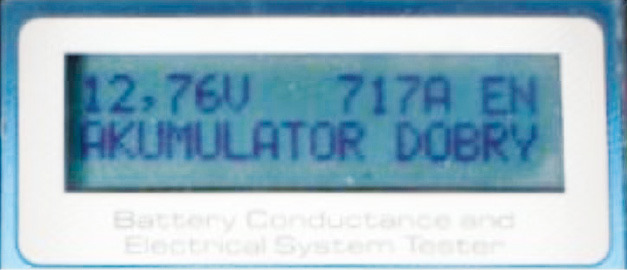 12,76V 717A EN
AKUMULATOR DOBRY
Battery Conductance and
Electrical System Tester